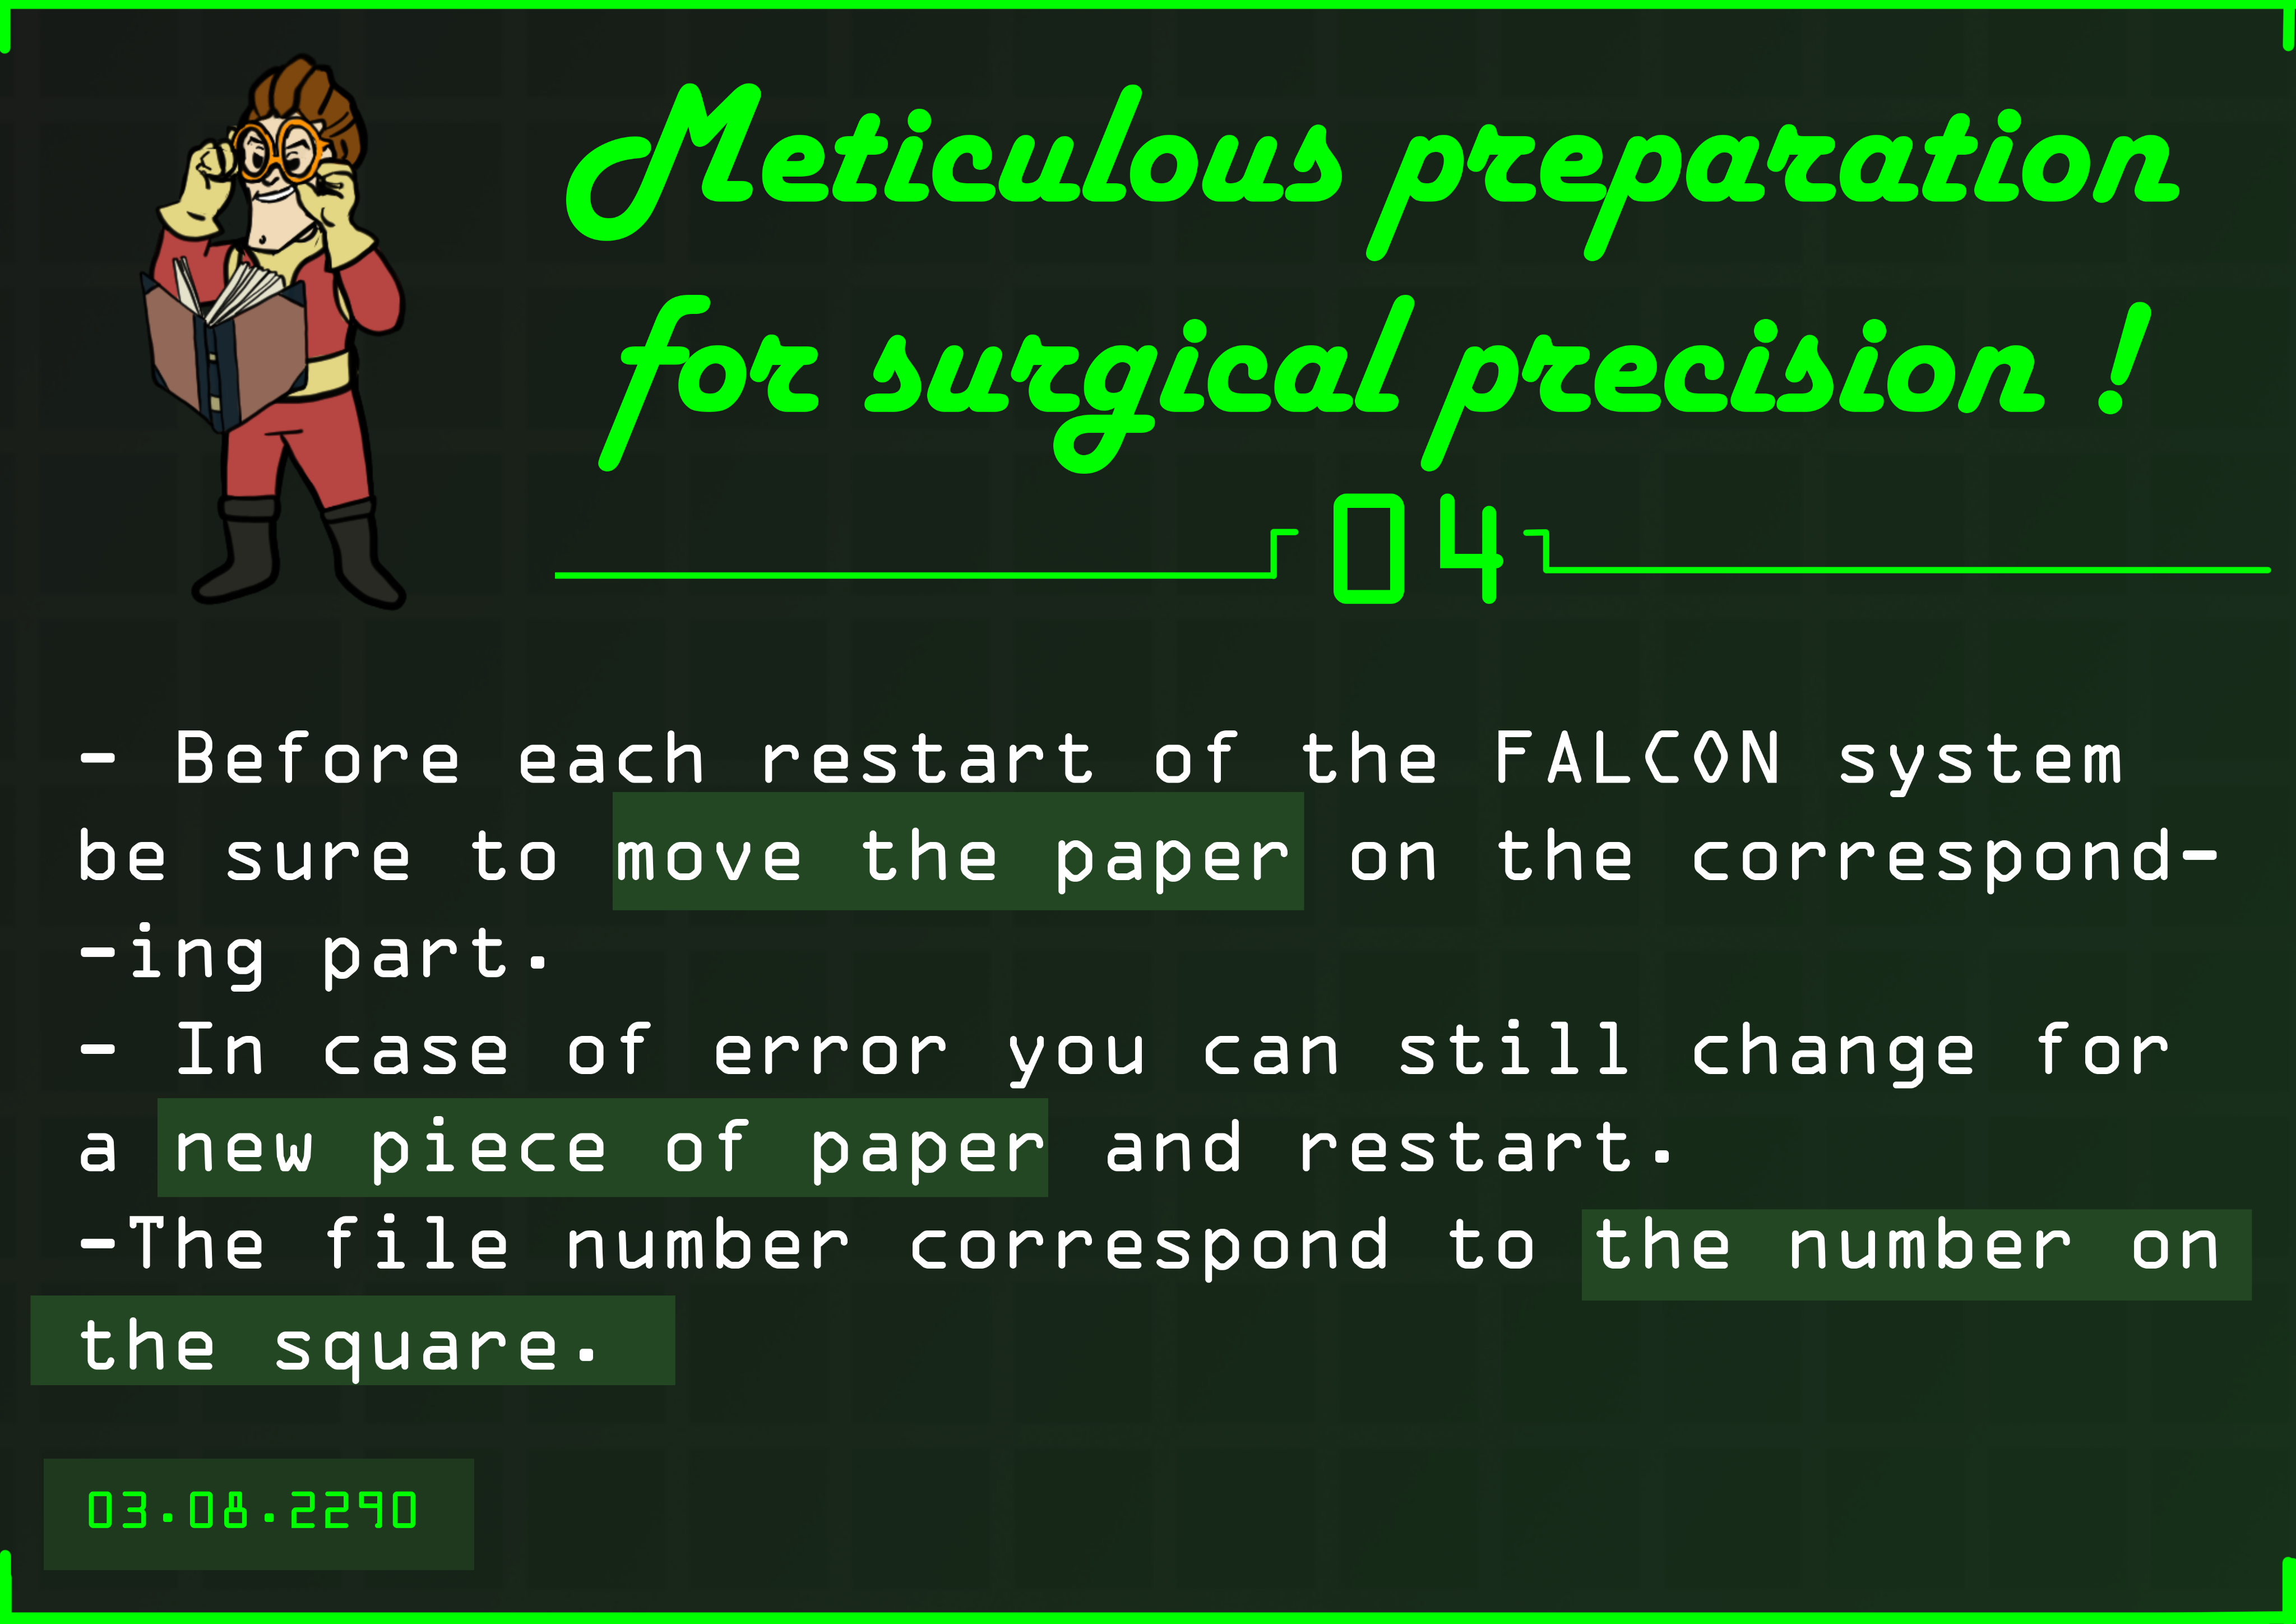 Meticulous preparation
for surgical precision !
04
- Before each restart of the FALCON system
be sure to move the paper on the correspond-
-ing part.
- In case of error you can still change for
a new piece of paper and restart.
-The file number correspond to the number on
the square.
03.08.2290